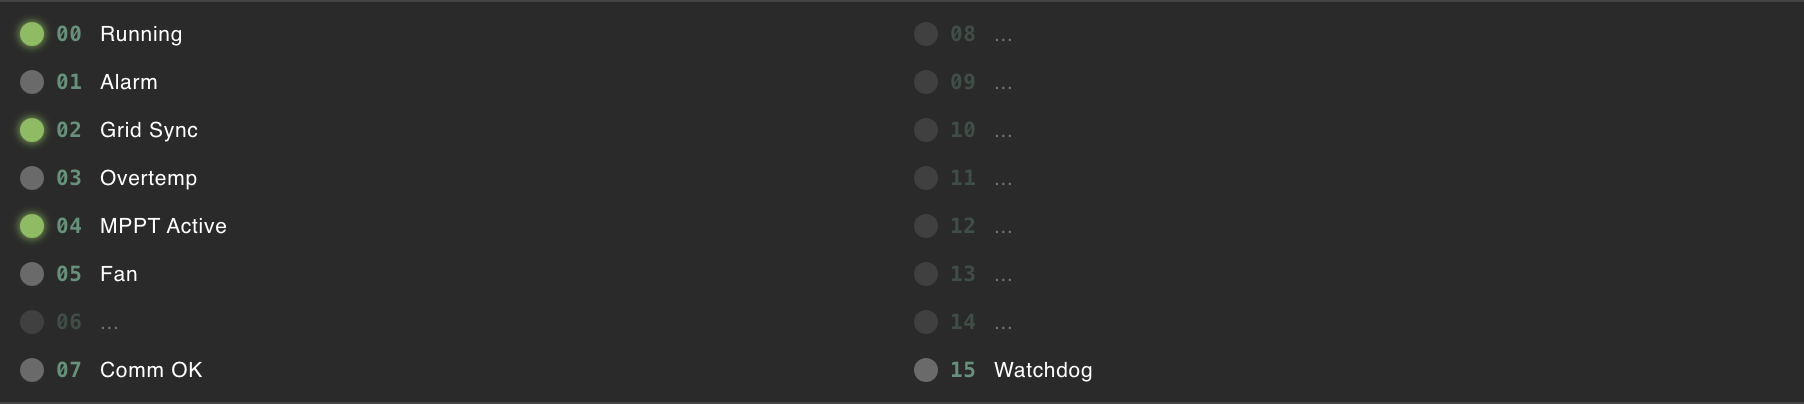 00 Running
01 Alarm
02 Grid Sync
03 Overtemp
04 MPPT Active
05 Fan
06 ...
07 Comm OK
08 ...
09 ...
10 ...
11 ...
12 ...
13 ...
14 ...
15 Watchdog